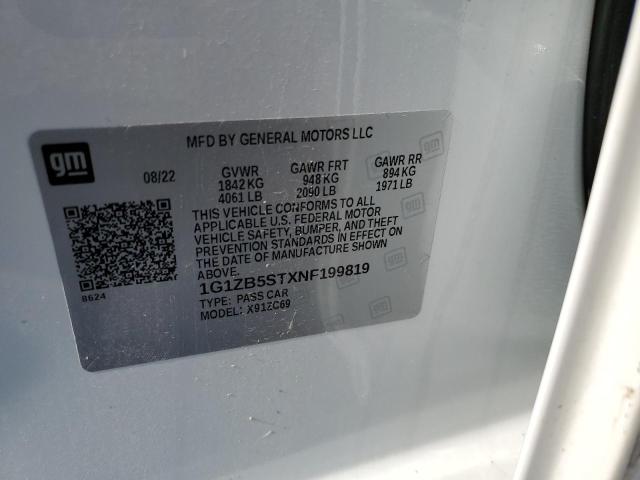 MFD BY GENERAL MOTORS LLC
gm
08/22 GVWR GAWR FRT GAWR RR
1842 KG 948 KG 894 KG
4061 LB 2090 LB 1971 LB
THIS VEHICLE CONFORMS TO ALL
APPLICABLE U.S. FEDERAL MOTOR
VEHICLE SAFETY, BUMPER, AND THEFT
PREVENTION STANDARDS IN EFFECT ON
THE DATE OF MANUFACTURE SHOWN
ABOVE.
8624
1G1ZB5STXNF199819
TYPE: PASS CAR
MODEL: X91ZC69